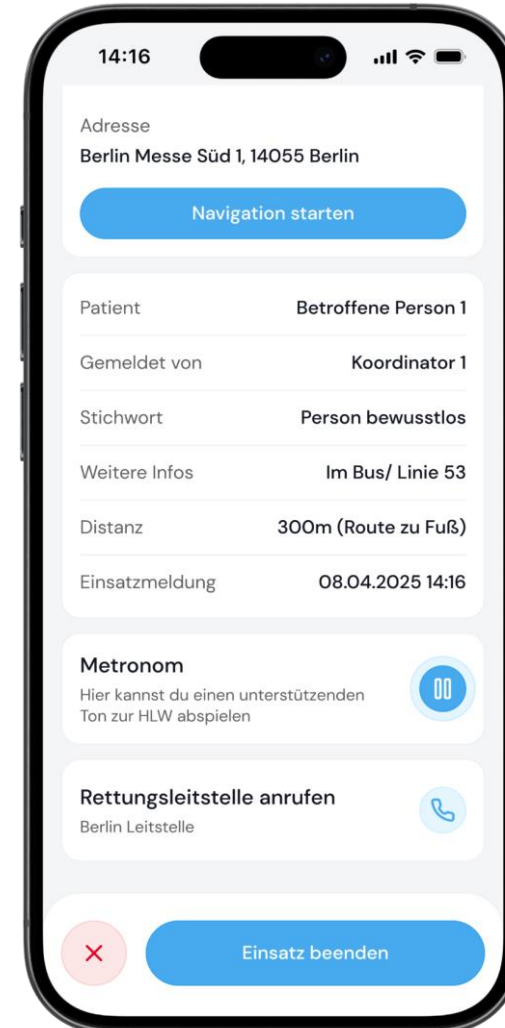 14:16
Adresse
Berlin Messe Süd 1, 14055 Berlin
Navigation starten
Patient Betroffene Person 1
Gemeldet von Koordinator 1
Stichwort Person bewusstlos
Weitere Infos Im Bus/ Linie 53
Distanz 300m (Route zu Fuß)
Einsatzmeldung 08.04.2025 14:16
Metronom
Hier kannst du einen unterstützenden
Ton zur HLW abspielen
Rettungsleitstelle anrufen
Berlin Leitstelle
Einsatz beenden